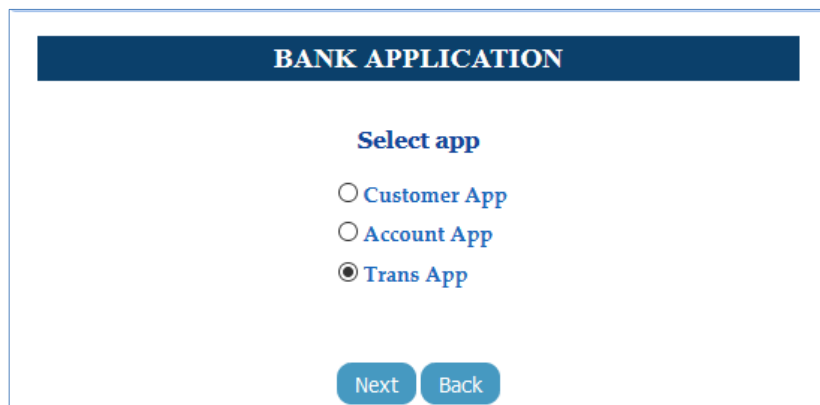 BANK APPLICATION
Select app
Customer App
Account App
Trans App
Next Back